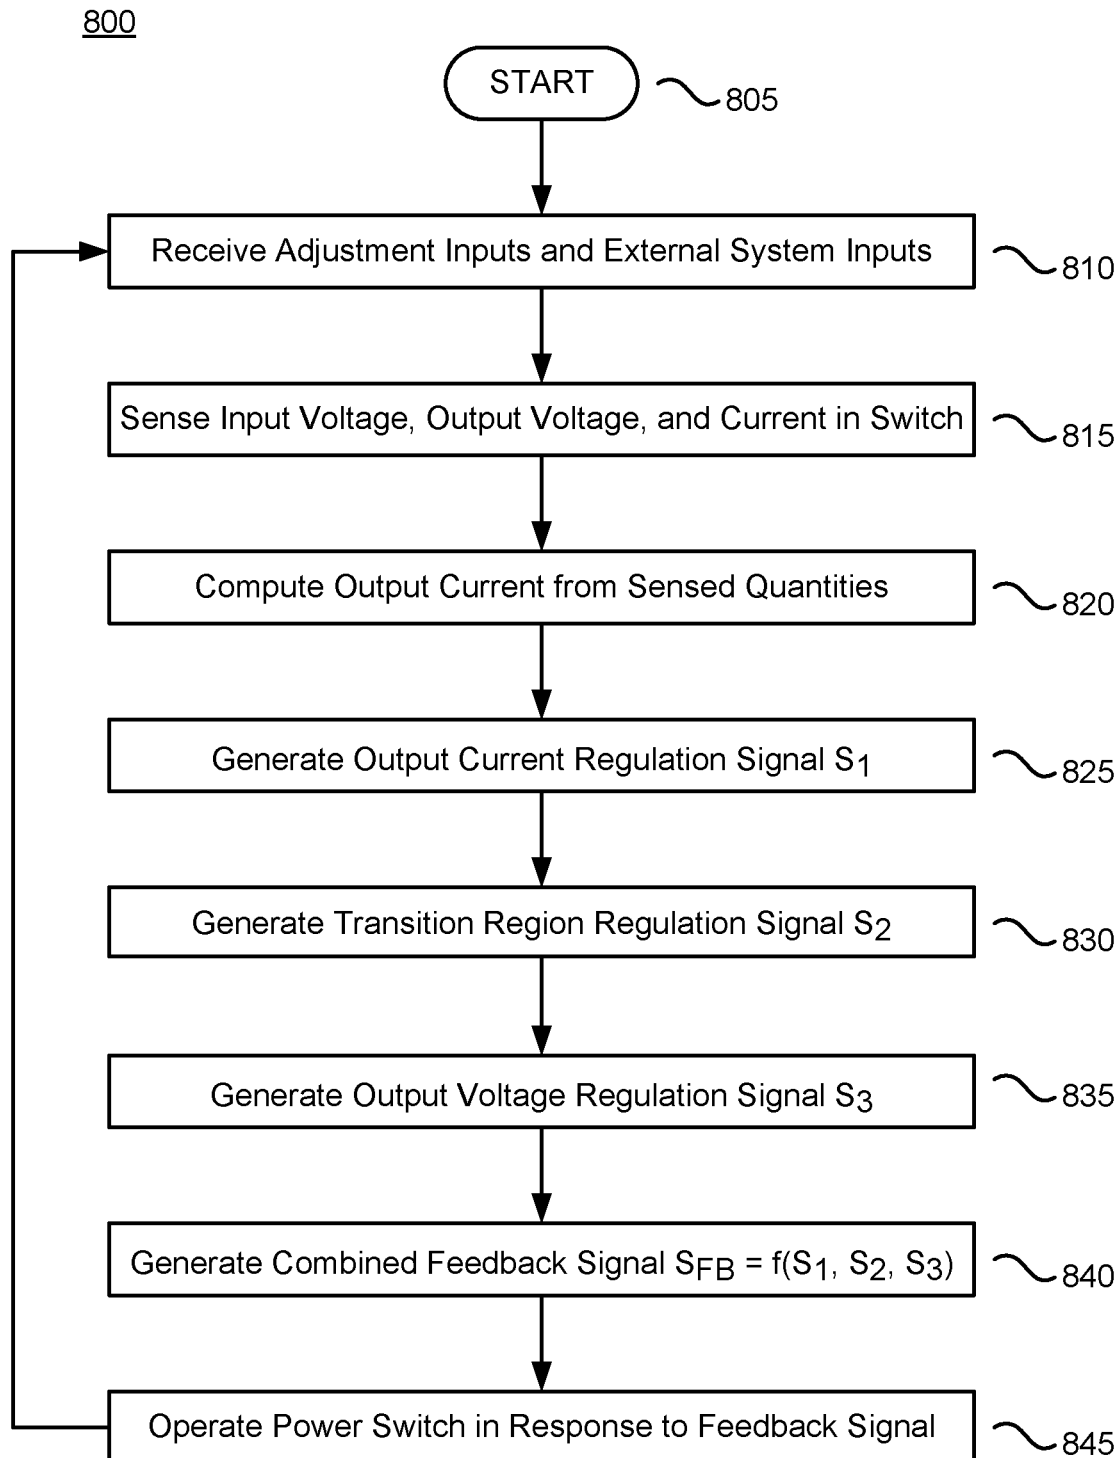 800
START
805
Receive Adjustment Inputs and External System Inputs
810
Sense Input Voltage, Output Voltage, and Current in Switch
815
Compute Output Current from Sensed Quantities
820
Generate Output Current Regulation Signal S1
825
Generate Transition Region Regulation Signal S2
830
Generate Output Voltage Regulation Signal S3
835
Generate Combined Feedback Signal SFB = f(S1, S2, S3)
840
Operate Power Switch in Response to Feedback Signal
845